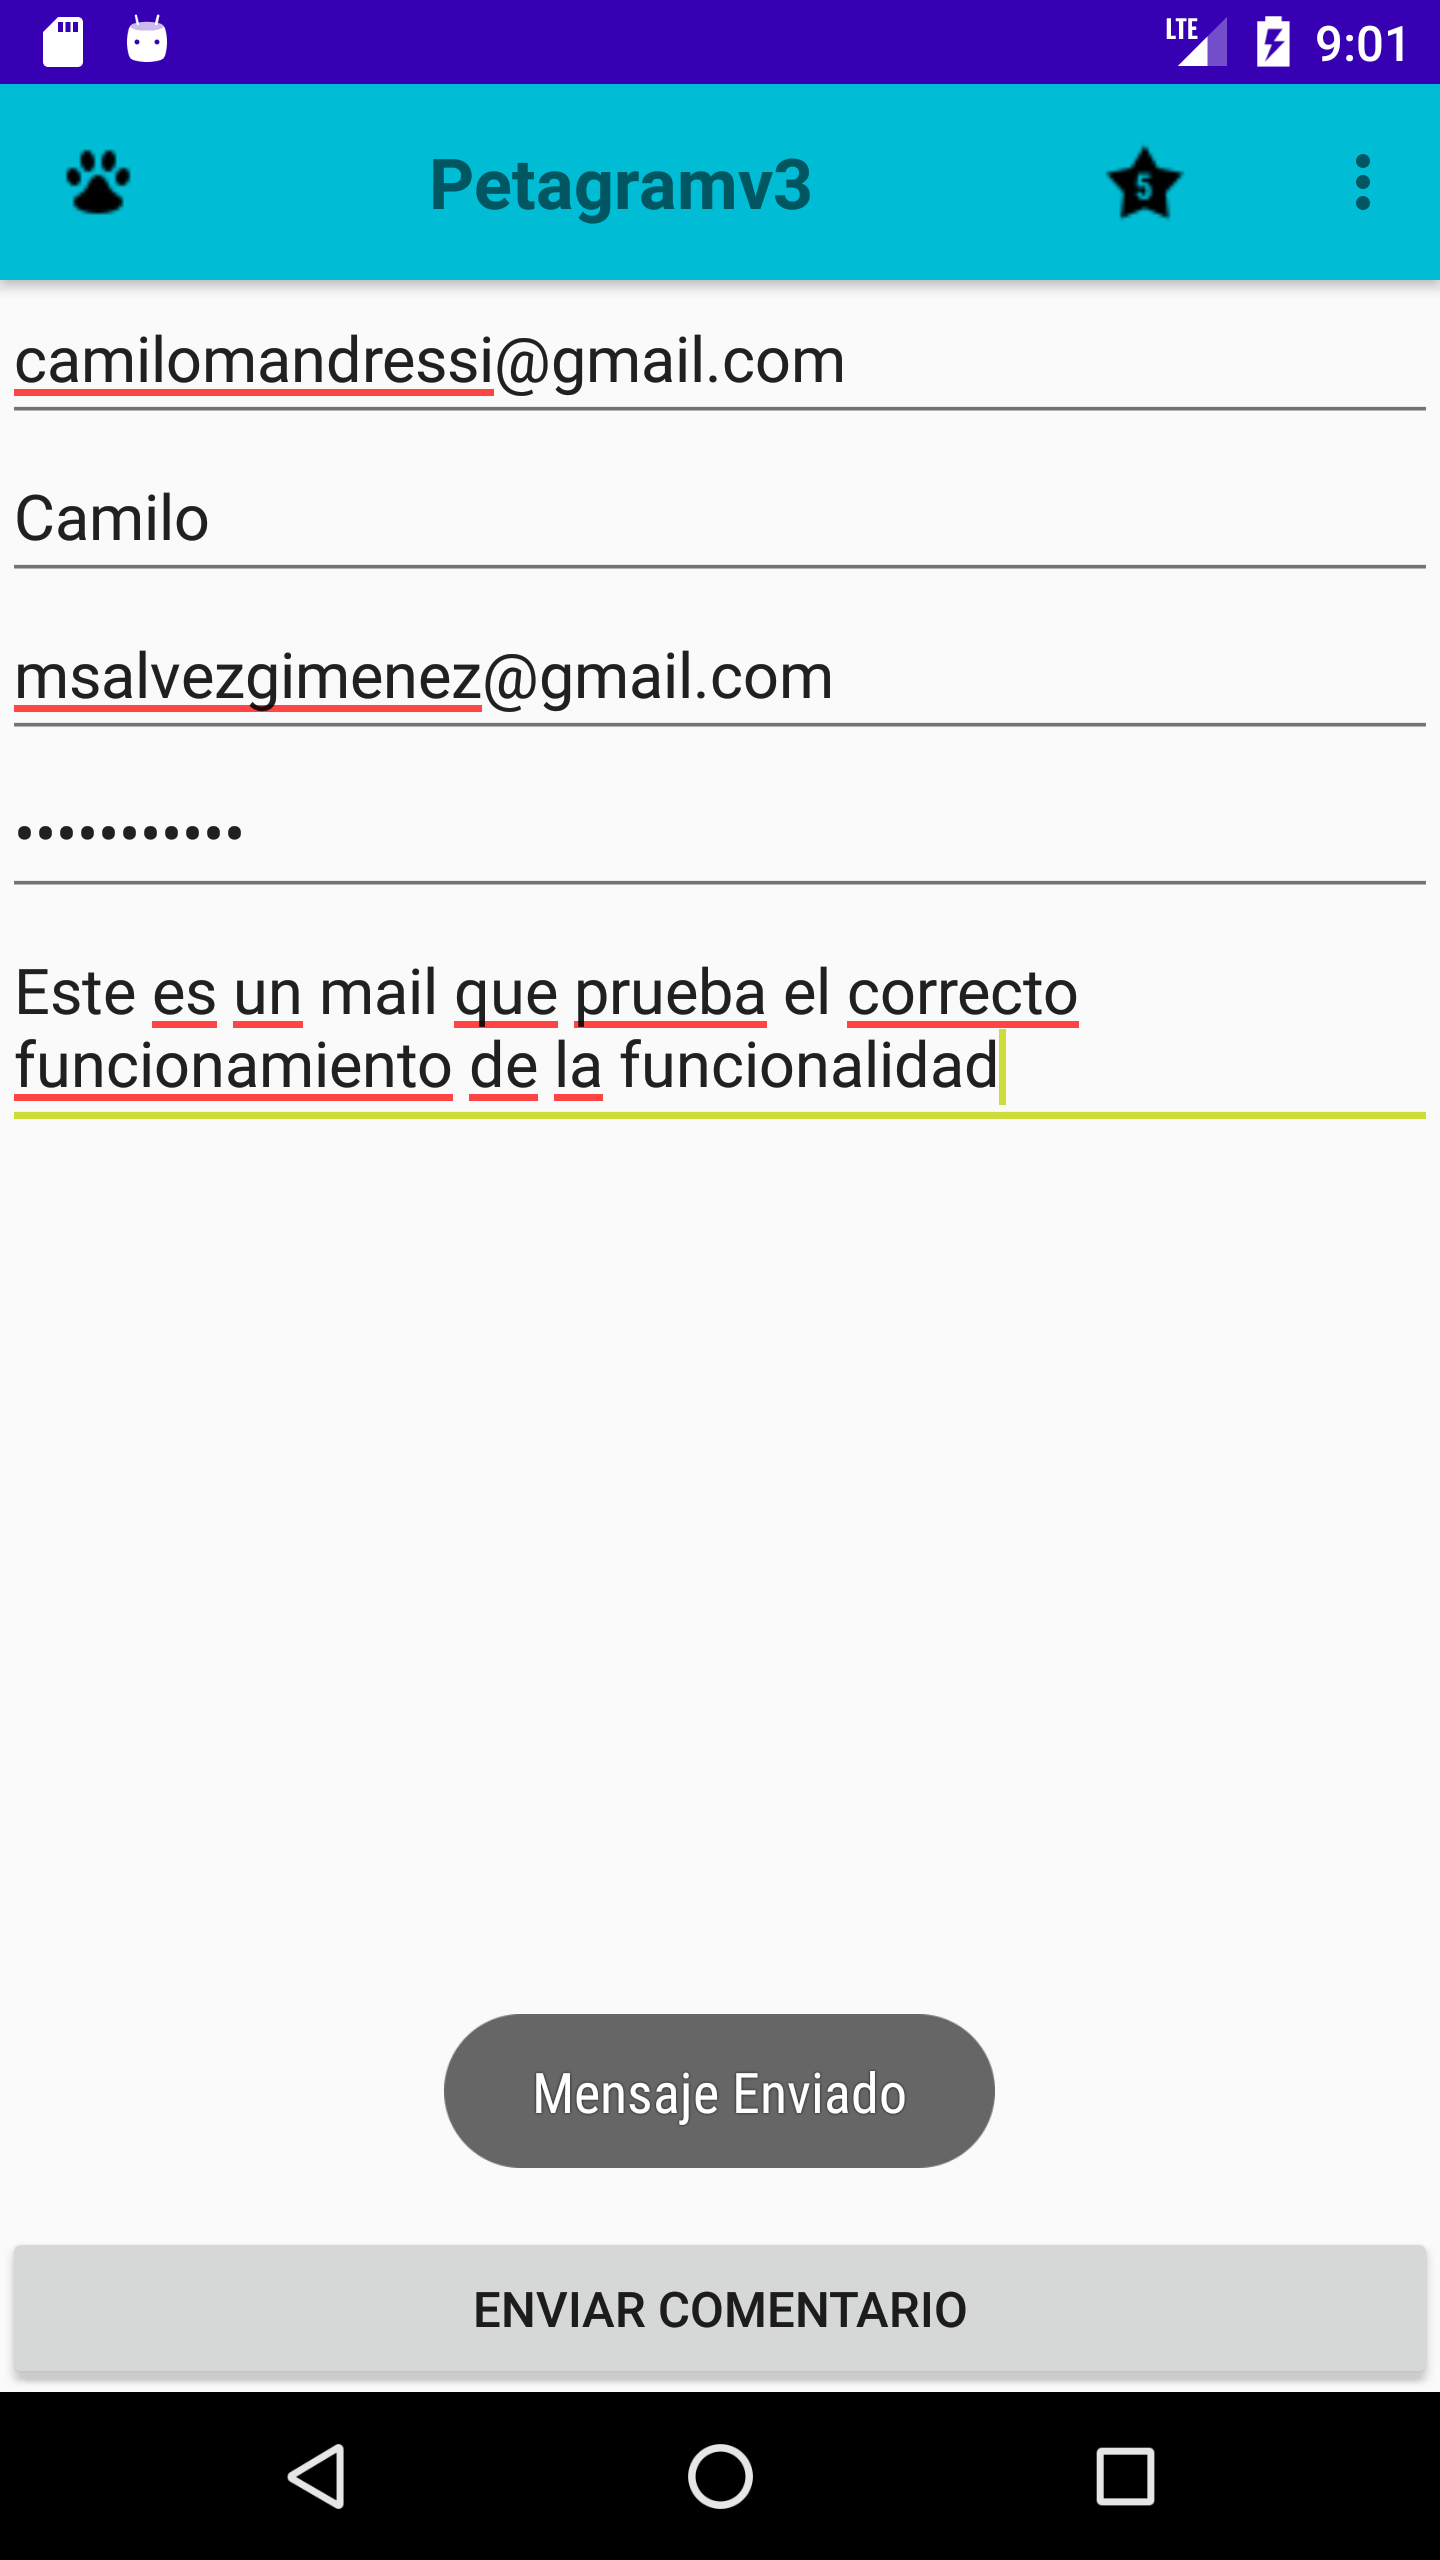 LTE 9:01
Petagramv3
5
camilomandressi@gmail.com
Camilo
msalvezgimenez@gmail.com
•••••••••••
Este es un mail que prueba el correcto
funcionamiento de la funcionalidad
Mensaje Enviado
ENVIAR COMENTARIO